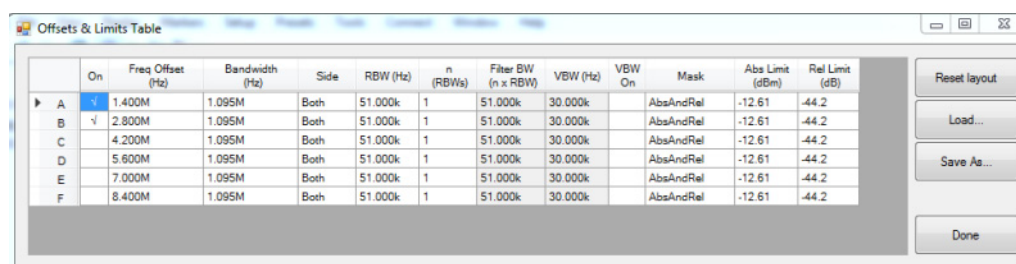 Offsets & Limits Table
On Freq Offset (Hz) Bandwidth (Hz) Side RBW (Hz) n (RBWs) Filter BW (n x RBW) VBW (Hz) VBW On Mask Abs Limit (dBm) Rel Limit (dB)
A √ 1.400M 1.095M Both 51.000k 1 51.000k 30.000k AbsAndRel -12.61 -44.2
B √ 2.800M 1.095M Both 51.000k 1 51.000k 30.000k AbsAndRel -12.61 -44.2
C 4.200M 1.095M Both 51.000k 1 51.000k 30.000k AbsAndRel -12.61 -44.2
D 5.600M 1.095M Both 51.000k 1 51.000k 30.000k AbsAndRel -12.61 -44.2
E 7.000M 1.095M Both 51.000k 1 51.000k 30.000k AbsAndRel -12.61 -44.2
F 8.400M 1.095M Both 51.000k 1 51.000k 30.000k AbsAndRel -12.61 -44.2
Reset layout
Load...
Save As...
Done